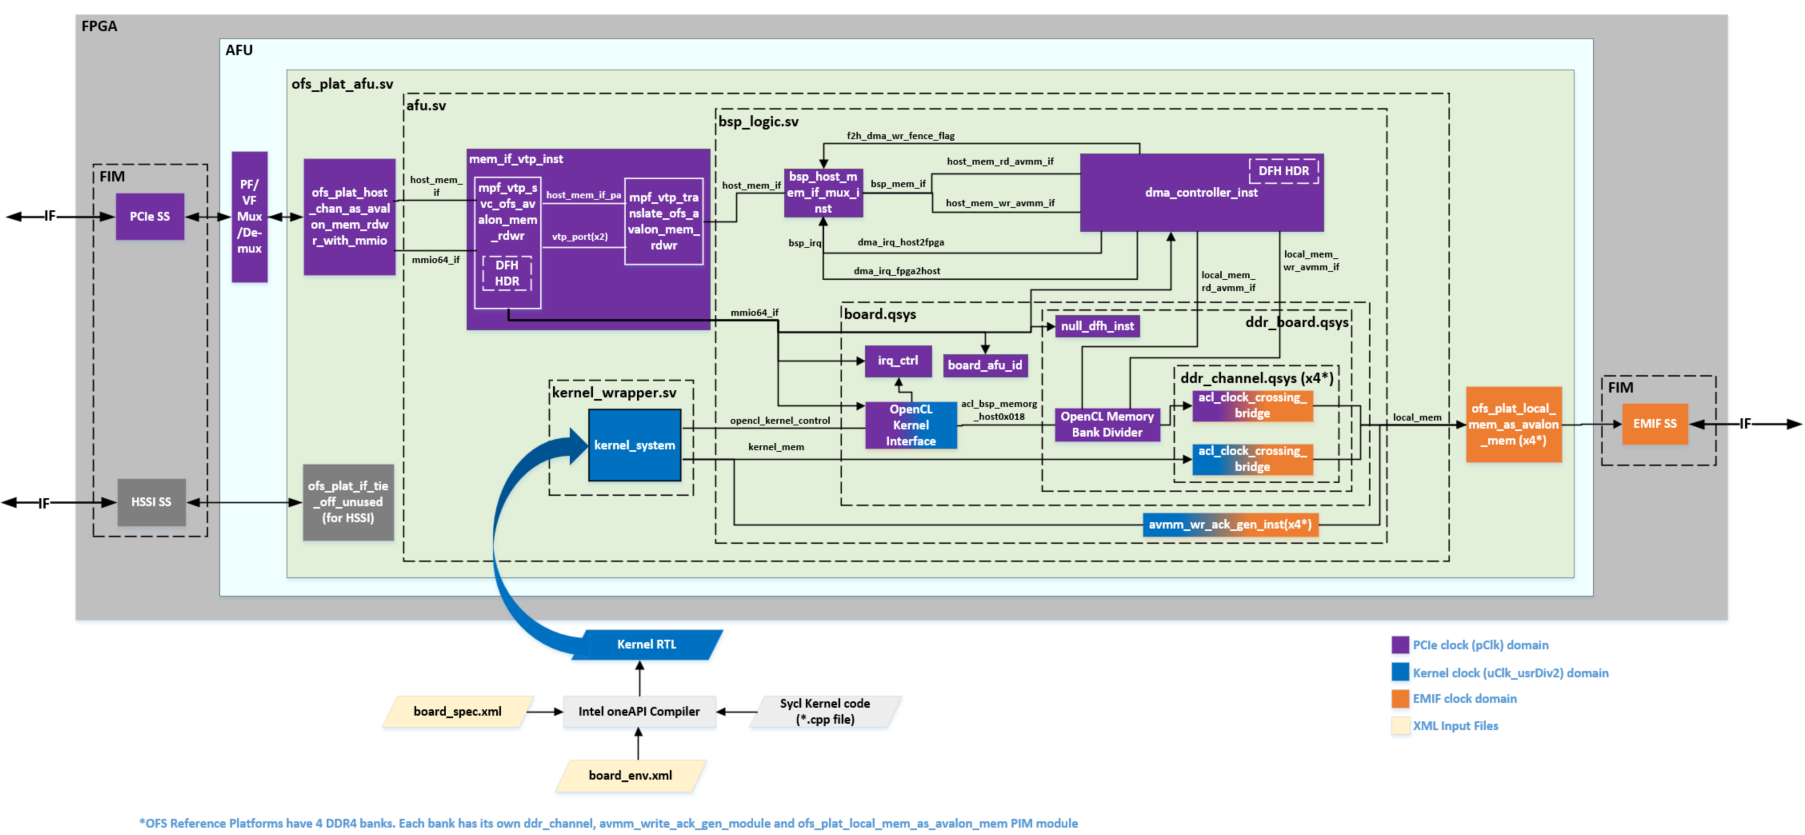 FPGA
AFU
ofs_plat_afu.sv
afu.sv
bsp_logic.sv
f2h_dma_wr_fence_flag
mem_if_vtp_inst
host_mem_rd_avmm_if
DFH HDR
FIM
PF/
VF
Mux
/De-
mux
ofs_plat_host
_chan_as_aval
on_mem_rdw
r_with_mmio
host_mem_
if
mpf_vtp_s
vc_ofs_av
alon_mem
_rdwr
host_mem_if_pa
mpf_vtp_tra
nslate_ofs_a
valon_mem_
rdwr
host_mem_if
bsp_host_m
em_if_mux_i
nst
bsp_mem_if
dma_controller_inst
host_mem_wr_avmm_if
IF
PCIe SS
vtp_port(x2)
mmio64_if
DFH
HDR
bsp_irq
dma_irq_host2fpga
dma_irq_fpga2host
local_mem_
rd_avmm_if
local_mem_
wr_avmm_if
mmio64_if
board.qsys
null_dfh_inst
ddr_board.qsys
irq_ctrl
board_afu_id
ddr_channel.qsys (x4*)
FIM
kernel_wrapper.sv
OpenCL
Kernel
Interface
acl_bsp_memorg
_host0x018
OpenCL Memory
Bank Divider
acl_clock_crossing_
bridge
opencl_kernel_control
kernel_system
kernel_mem
acl_clock_crossing_
bridge
local_mem
ofs_plat_local_
mem_as_avalon
_mem (x4*)
EMIF SS
IF
IF
HSSI SS
ofs_plat_if_tie
_off_unused
(for HSSI)
avmm_wr_ack_gen_inst(x4*)
Kernel RTL
board_spec.xml
Intel oneAPI Compiler
Sycl Kernel code
(*.cpp file)
board_env.xml
PCIe clock (pClk) domain
Kernel clock (uClk_usrDiv2) domain
EMIF clock domain
XML Input Files
*OFS Reference Platforms have 4 DDR4 banks. Each bank has its own ddr_channel, avmm_write_ack_gen_module and ofs_plat_local_mem_as_avalon_mem PIM module